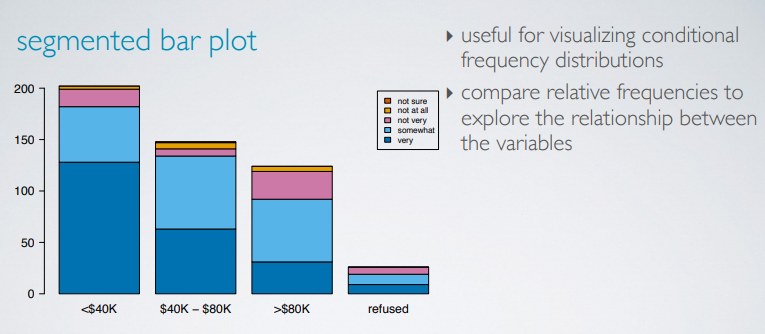 segmented bar plot
▸ useful for visualizing conditional
frequency distributions
▸ compare relative frequencies to
explore the relationship between
the variables
200
150
100
50
0
not sure
not at all
not very
somewhat
very
<$40K
$40K – $80K
>$80K
refused